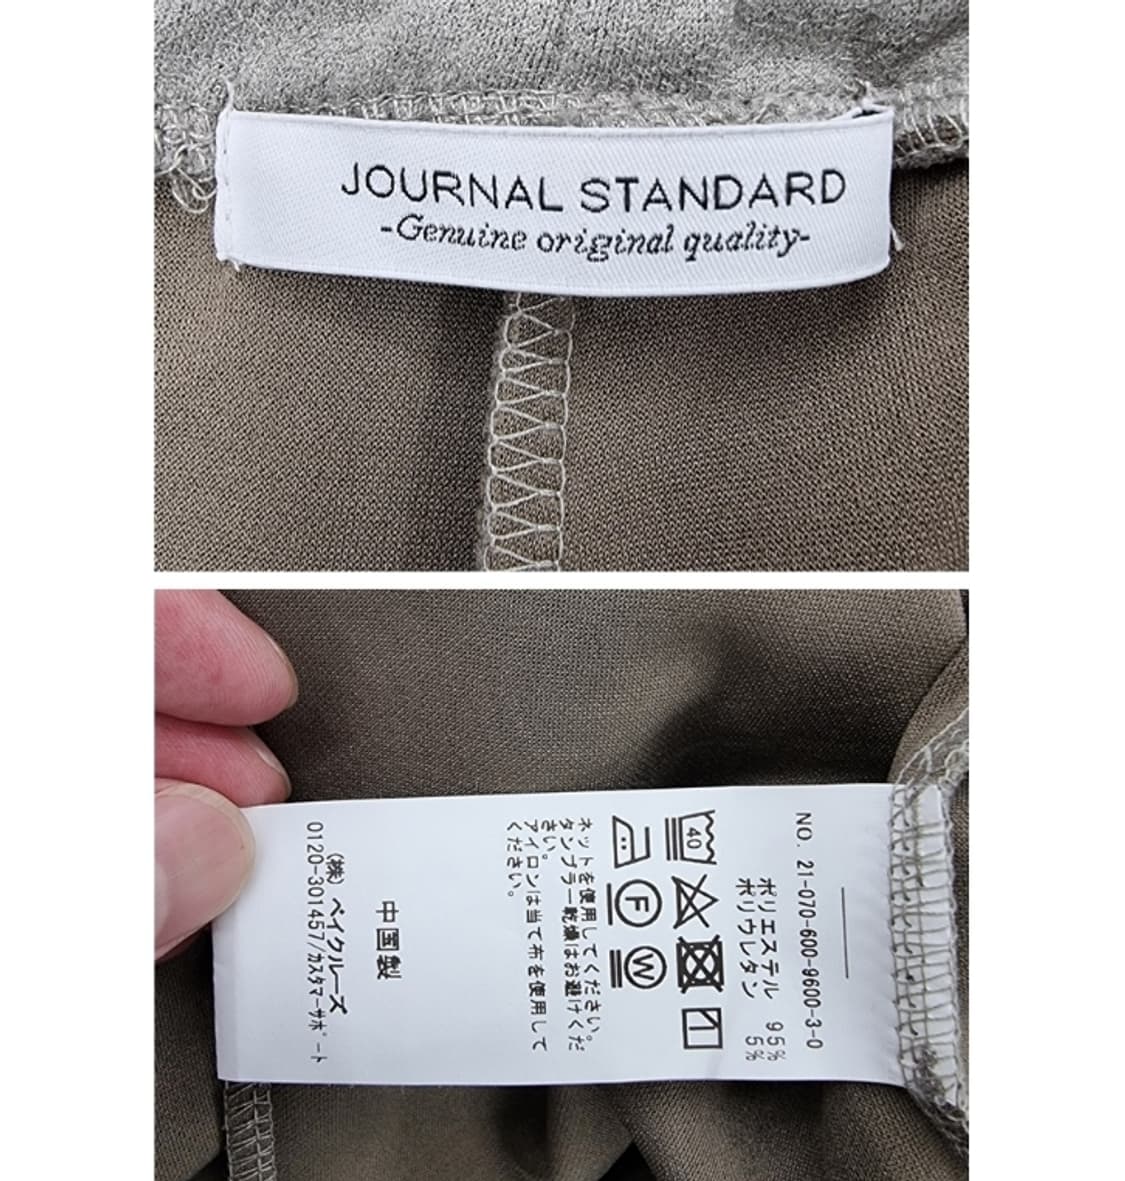 JOURNAL STANDARD
-Genuine original quality-
NO. 21-070-600-9600-3-0
ポリエステル 95%
ポリウレタン 5%
40
F
W
ネットを使用してください。
タンブラー乾燥はお避けくだ
さい。
アイロンは当て布を使用して
ください。
中国製
(株)ベイクルーズ
0120-301457/カスタマーサポート